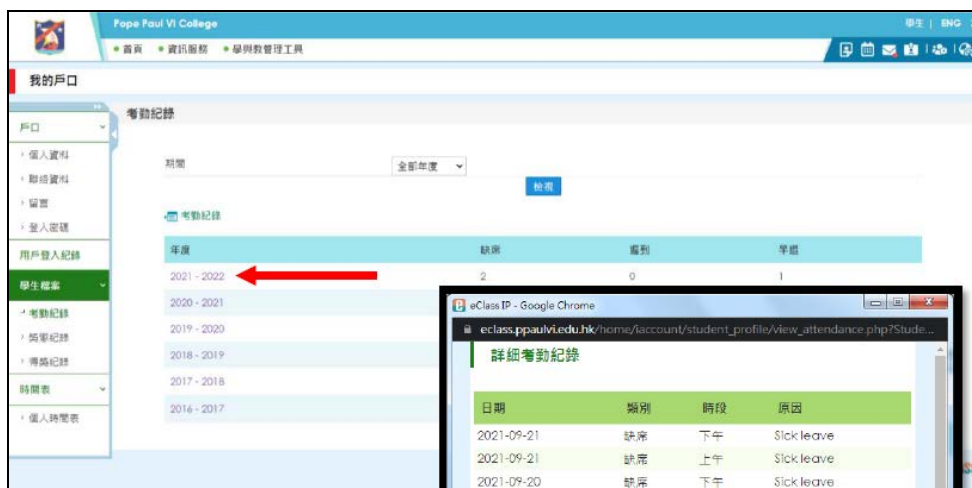 Pope Paul VI College
學生 | ENG
首頁 資訊服務 學與教管理工具
我的戶口
考勤紀錄
戶口
個人資料
聯絡資料
留言
登入密碼
用戶登入紀錄
學生檔案
考勤紀錄
獎懲紀錄
得獎紀錄
時間表
個人時間表
期間 全部年度
檢視
考勤紀錄
年度 缺席 遲到 早退
2021 - 2022 2 0 1
2020 - 2021
2019 - 2020
2018 - 2019
2017 - 2018
2016 - 2017
eClass IP - Google Chrome
eclass.ppaulvi.edu.hk/home/iaccount/student_profile/view_attendance.php?Stude...
詳細考勤紀錄
日期 類別 時段 原因
2021-09-21 缺席 下午 Sick leave
2021-09-21 缺席 上午 Sick leave
2021-09-20 缺席 下午 Sick leave